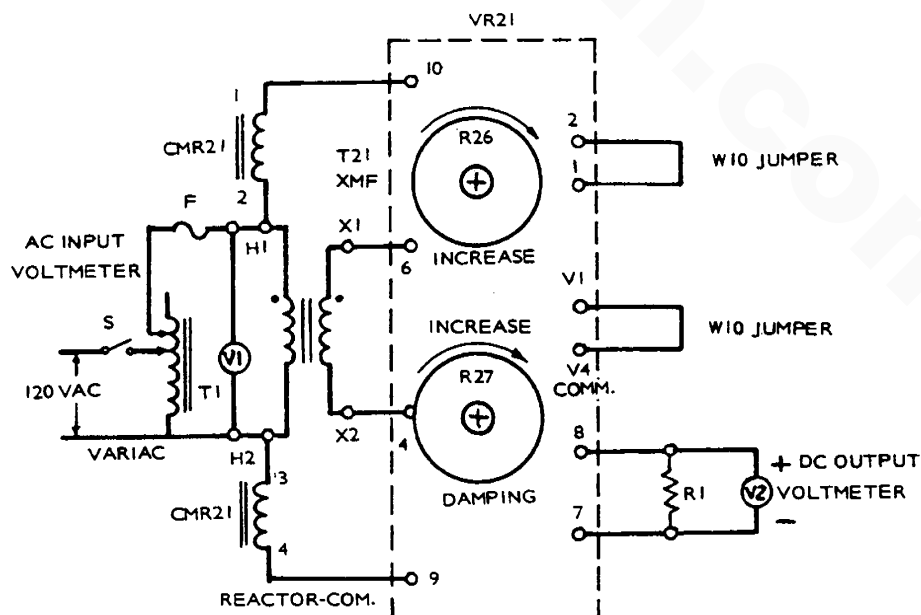 VR21
10
1
CMR21
2
T21
XMF
R26
2
1
W10 JUMPER
F
H1
X1
6
INCREASE
AC INPUT
VOLTMETER
S
V1
T1
120 VAC
INCREASE
R27
V1
W10 JUMPER
V4
COMM.
VARIAC
H2
X2
4
DAMPING
8
+ DC OUTPUT
R1
V2
VOLTMETER
−
7
3
CMR21
4
REACTOR-COM.
9
.com